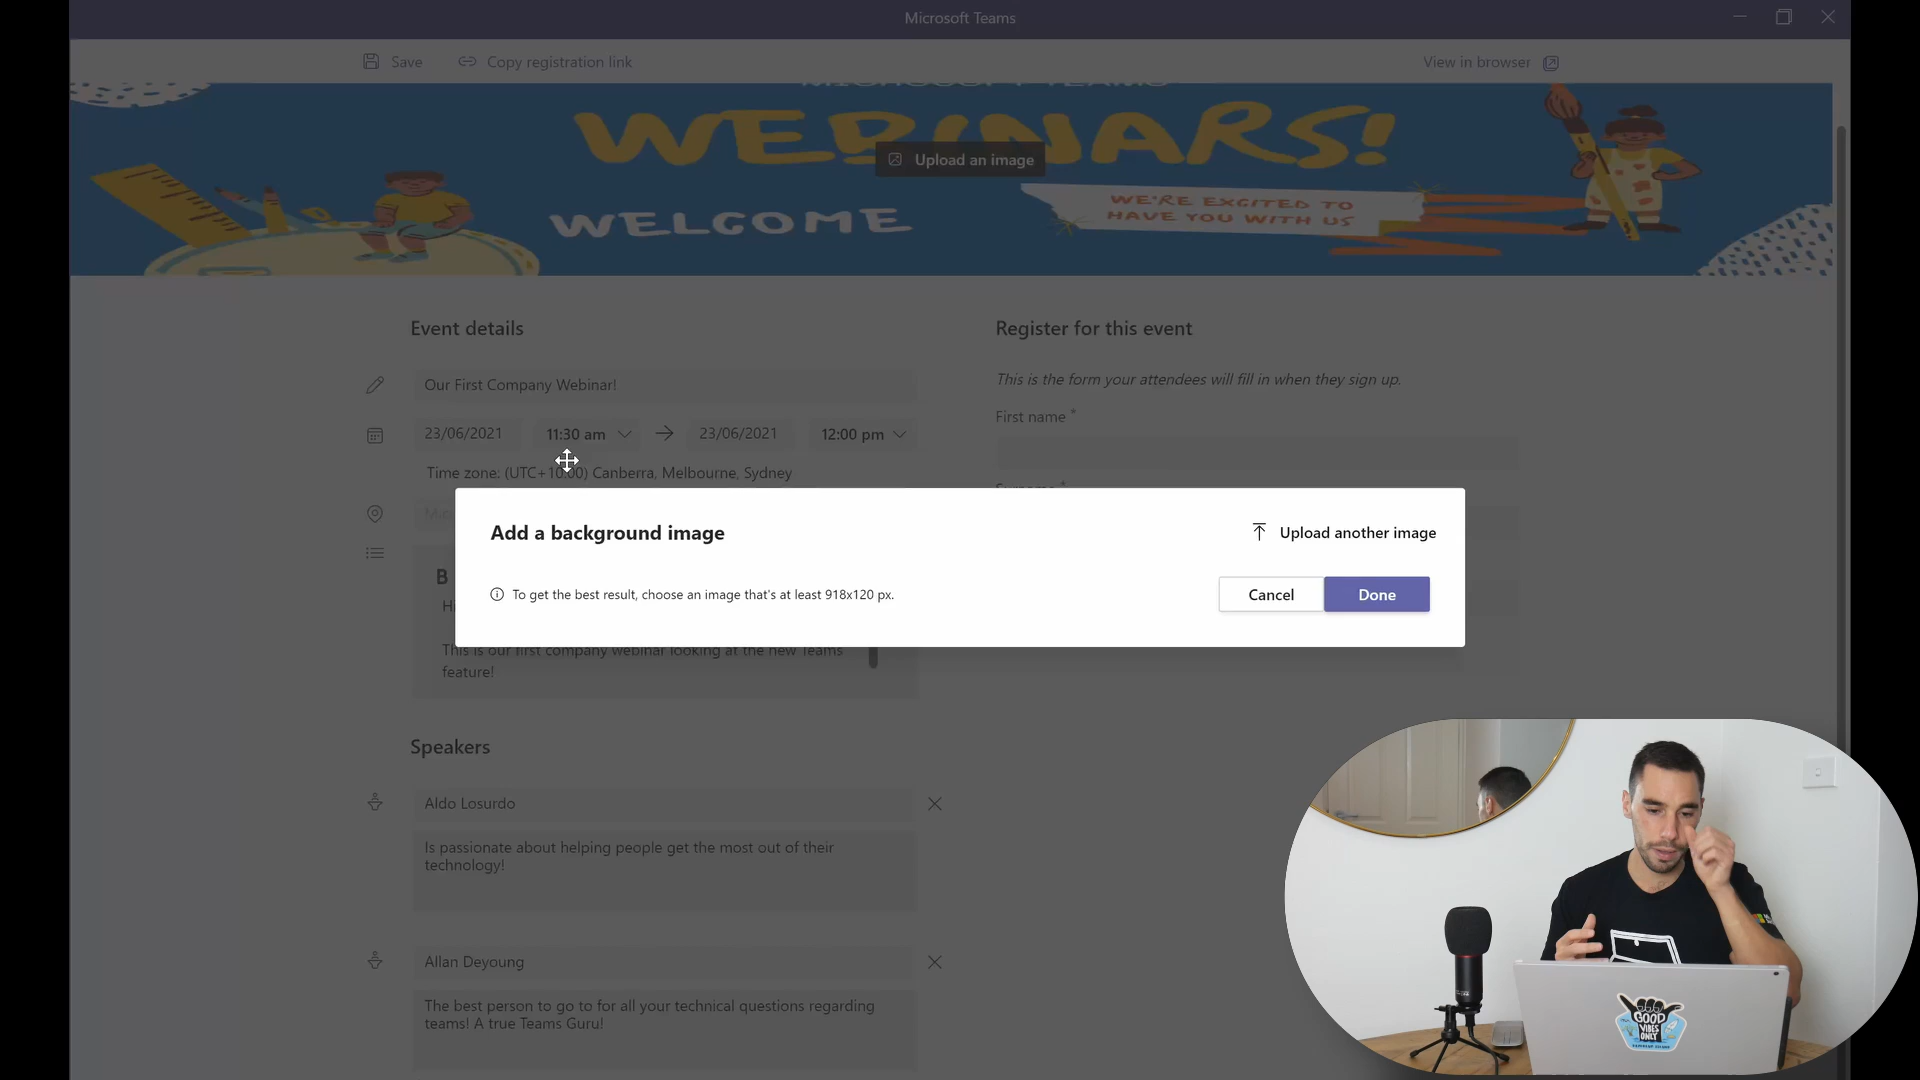 Microsoft Teams
Save
Copy registration link
View in browser
MICROSOFT TEAMS
WEBINARS!
Upload an image
WELCOME
WE'RE EXCITED TO
HAVE YOU WITH US
Event details
Register for this event
Our First Company Webinar!
This is the form your attendees will fill in when they sign up.
First name *
23/06/2021 11:30 am → 23/06/2021 12:00 pm
Time zone: (UTC+10:00) Canberra, Melbourne, Sydney
Surname *
Add a background image
Upload another image
B
To get the best result, choose an image that's at least 918x120 px.
Cancel
Done
This is our first company webinar looking at the new Teams
feature!
Speakers
Aldo Losurdo
Is passionate about helping people get the most out of their
technology!
Allan Deyoung
The best person to go to for all your technical questions regarding
teams! A true Teams Guru!
GOOD
VIBES
ONLY